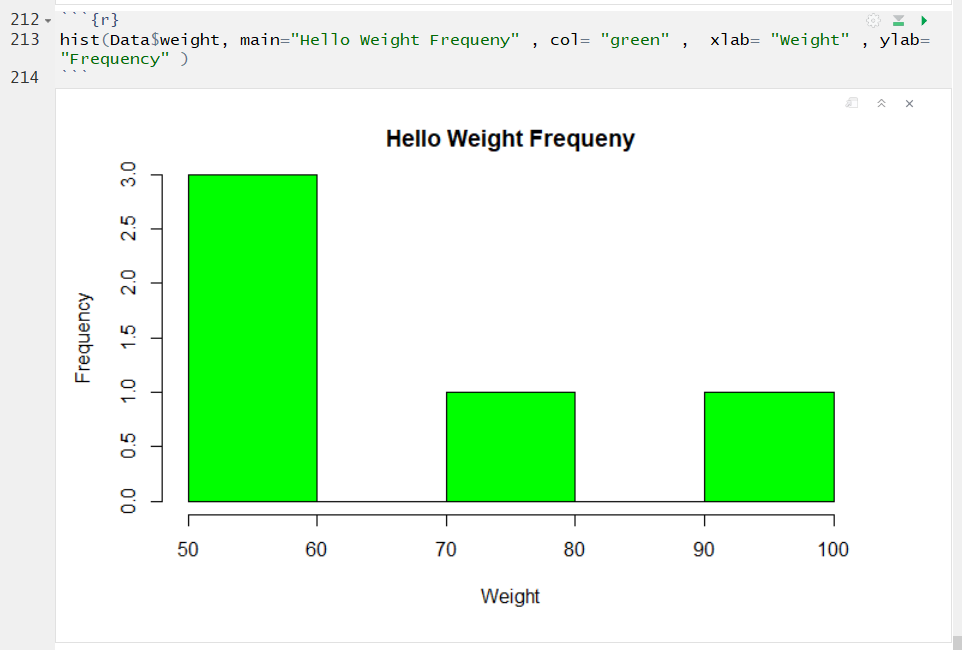 212 ```{r}
213 hist(Data$weight, main="Hello Weight Frequeny" , col= "green" ,  xlab= "Weight" , ylab=
"Frequency" )
214 ```
Hello Weight Frequeny
3.0
2.5
2.0
1.5
1.0
0.5
0.0
Frequency
50 60 70 80 90 100
Weight